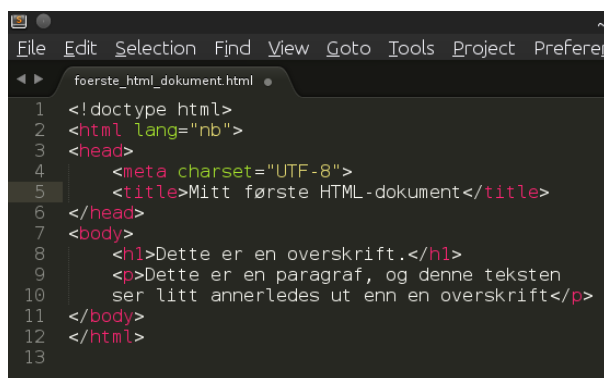 File Edit Selection Find View Goto Tools Project
foerste_html_dokument.html
1 <!doctype html>
2 <html lang="nb">
3 <head>
4 <meta charset="UTF-8">
5 <title>Mitt første HTML-dokument</title>
6 </head>
7 <body>
8 <h1>Dette er en overskrift.</h1>
9 <p>Dette er en paragraf, og denne teksten
10 ser litt annerledes ut enn en overskrift</p>
11 </body>
12 </html>
13